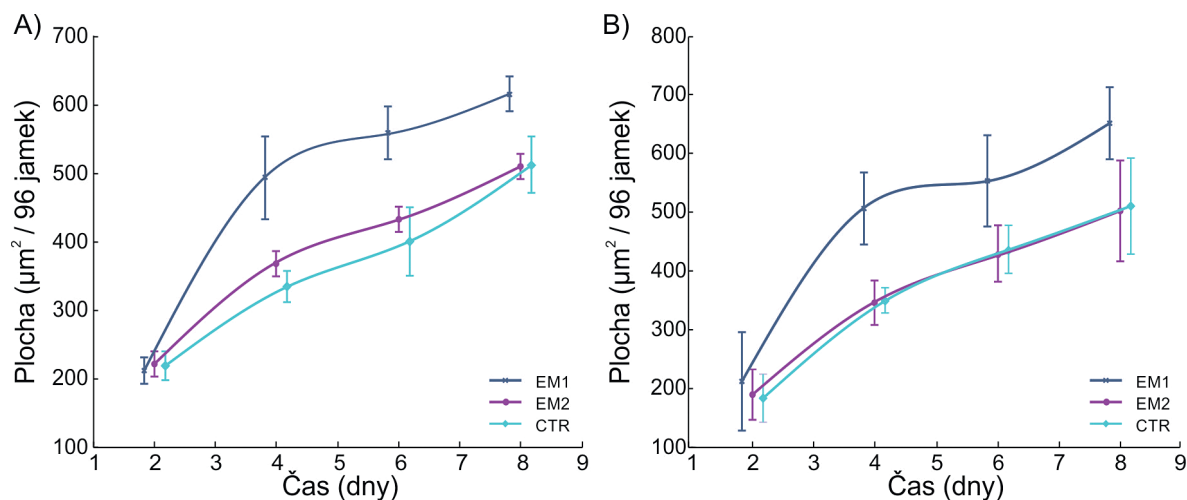 A)
Plocha (µm² / 96 jamek)
700
600
500
400
300
200
100
1 2 3 4 5 6 7 8 9
Čas (dny)
EM1
EM2
CTR
B)
Plocha (µm² / 96 jamek)
800
700
600
500
400
300
200
100
1 2 3 4 5 6 7 8 9
Čas (dny)
EM1
EM2
CTR